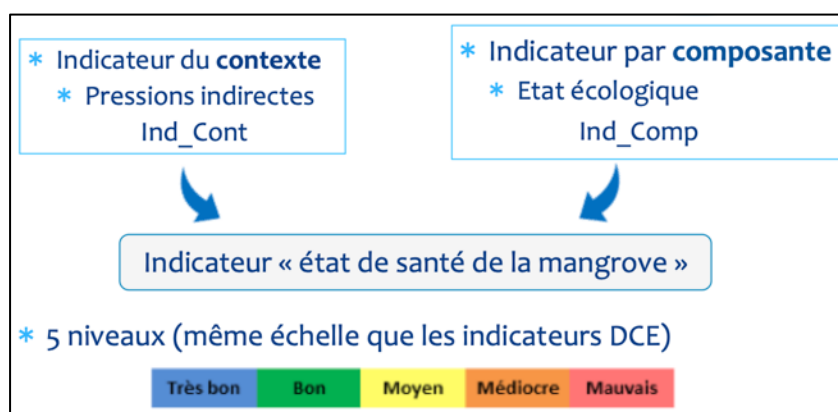 * Indicateur du contexte
* Pressions indirectes
Ind_Cont
* Indicateur par composante
* Etat écologique
Ind_Comp
Indicateur « état de santé de la mangrove »
* 5 niveaux (même échelle que les indicateurs DCE)
Très bon Bon Moyen Médiocre Mauvais